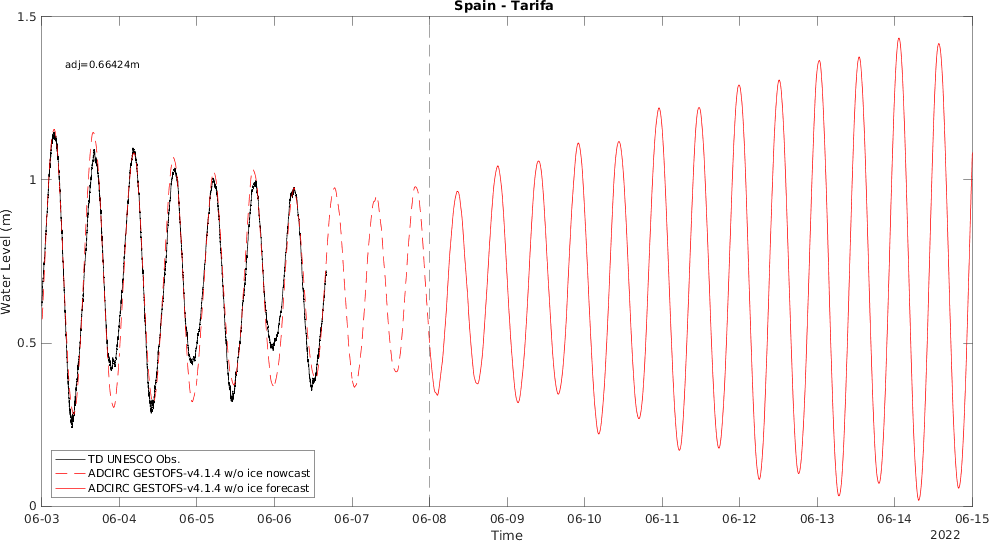 Spain - Tarifa
adj=0.66424m
1.5
1
0.5
0
Water Level (m)
TD UNESCO Obs.
ADCIRC GESTOFS-v4.1.4 w/o ice nowcast
ADCIRC GESTOFS-v4.1.4 w/o ice forecast
06-03 06-04 06-05 06-06 06-07 06-08 06-09 06-10 06-11 06-12 06-13 06-14 06-15
Time
2022